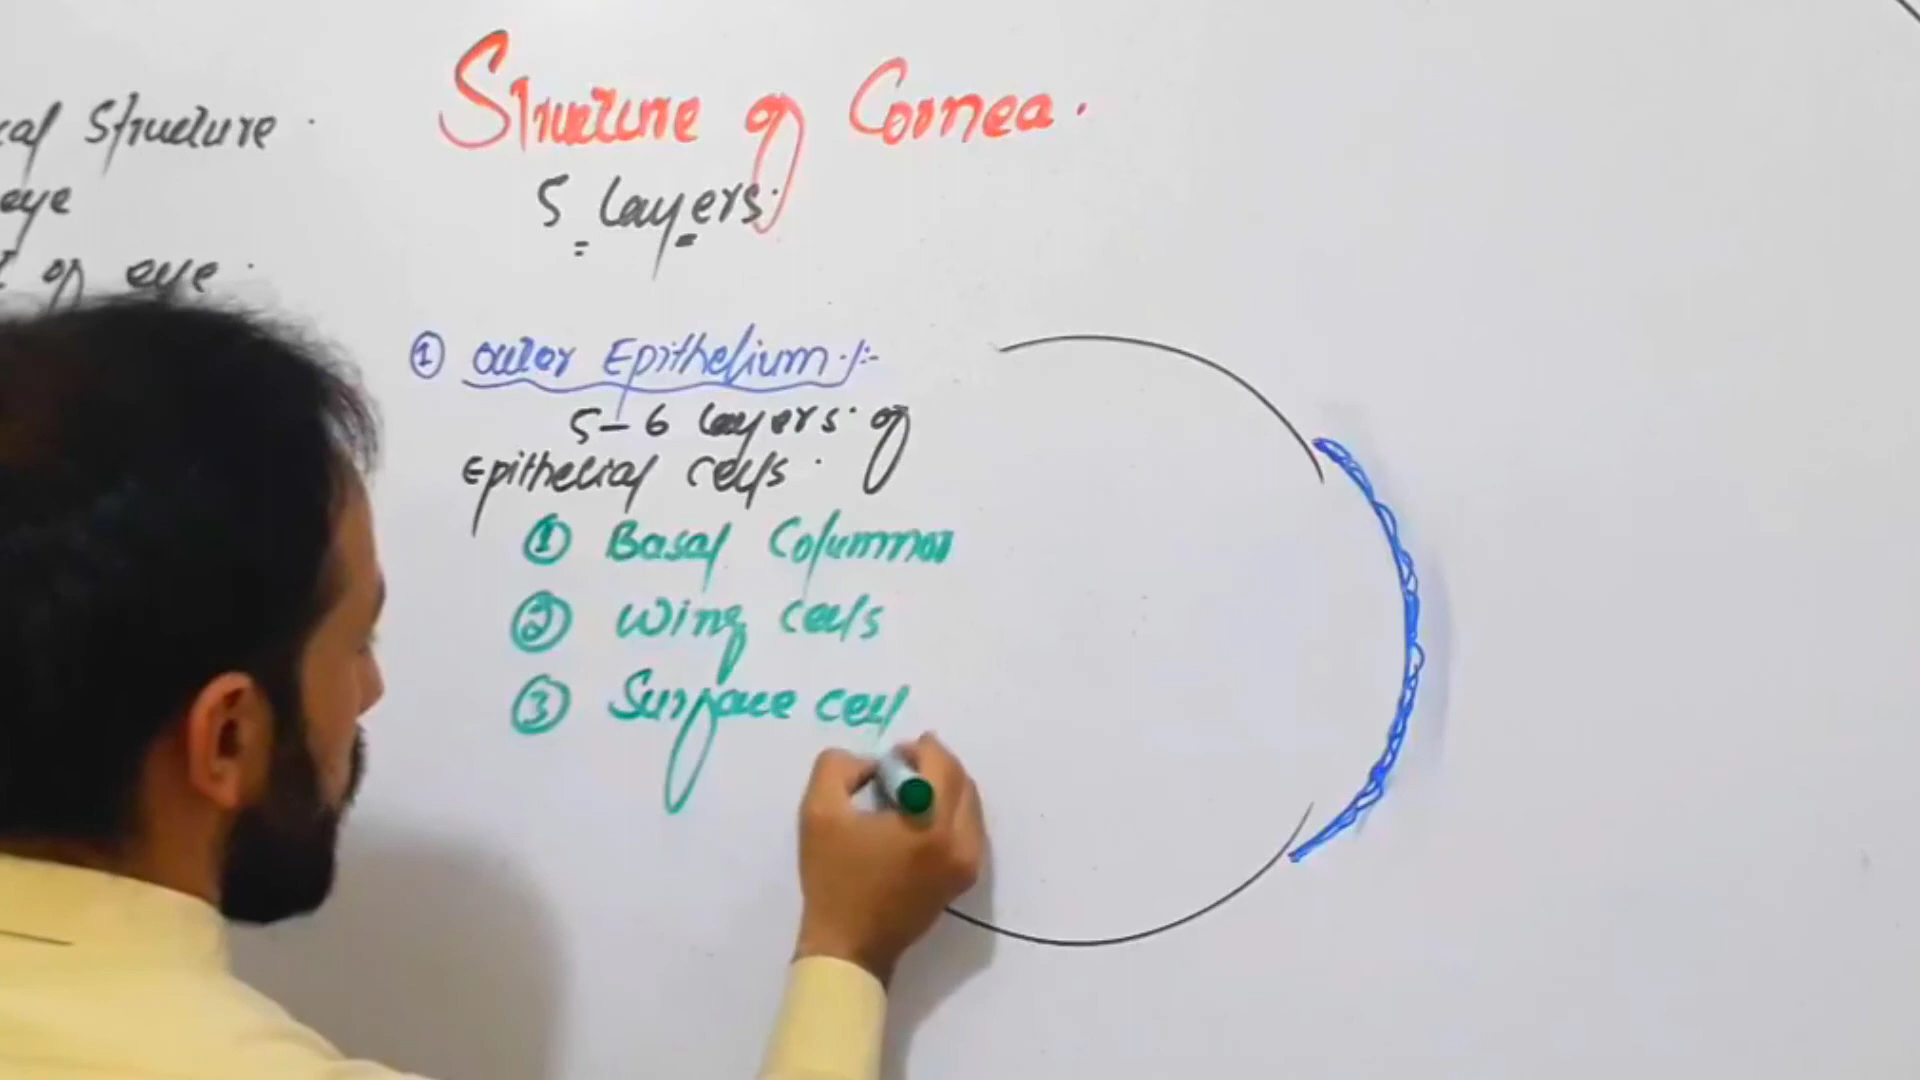 Structure of Cornea.
5 layers.
cal Structure.
eye
of eye.
① outer Epithelium:-
5-6 layers of
Epithelial cells.
① Basal Columnar
② Wing cells
③ Surface cell